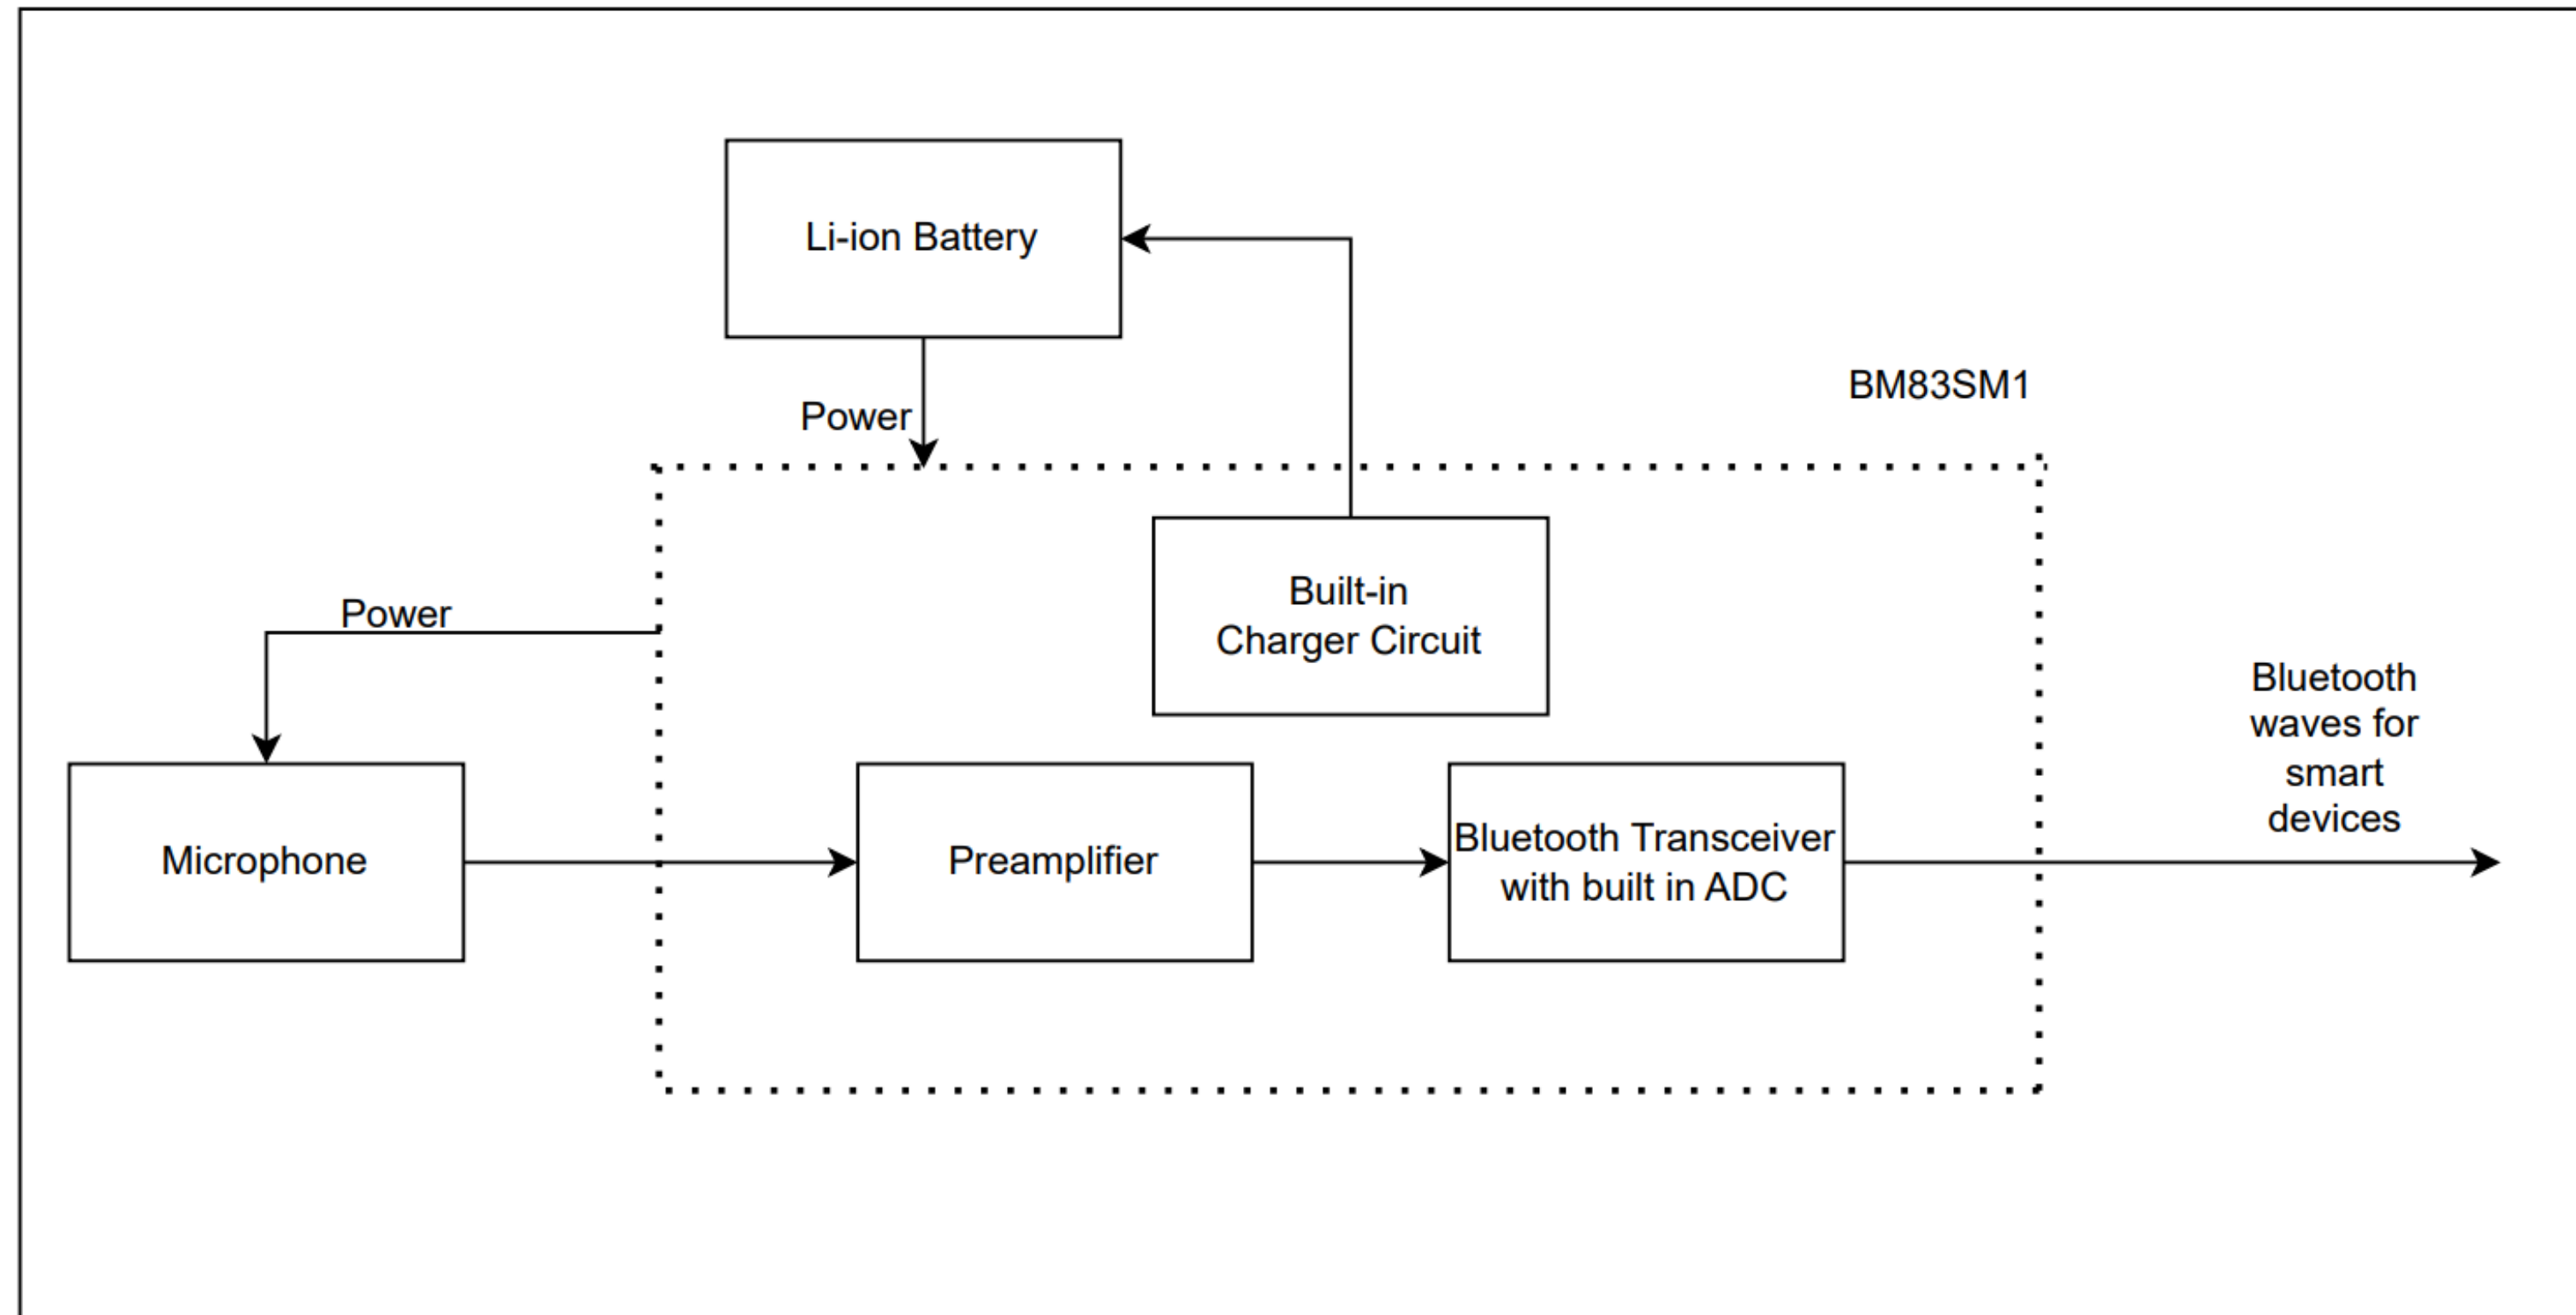 Li-ion Battery
Power
BM83SM1
Built-in
Charger Circuit
Power
Bluetooth
waves for
smart
devices
Microphone
Preamplifier
Bluetooth Transceiver
with built in ADC